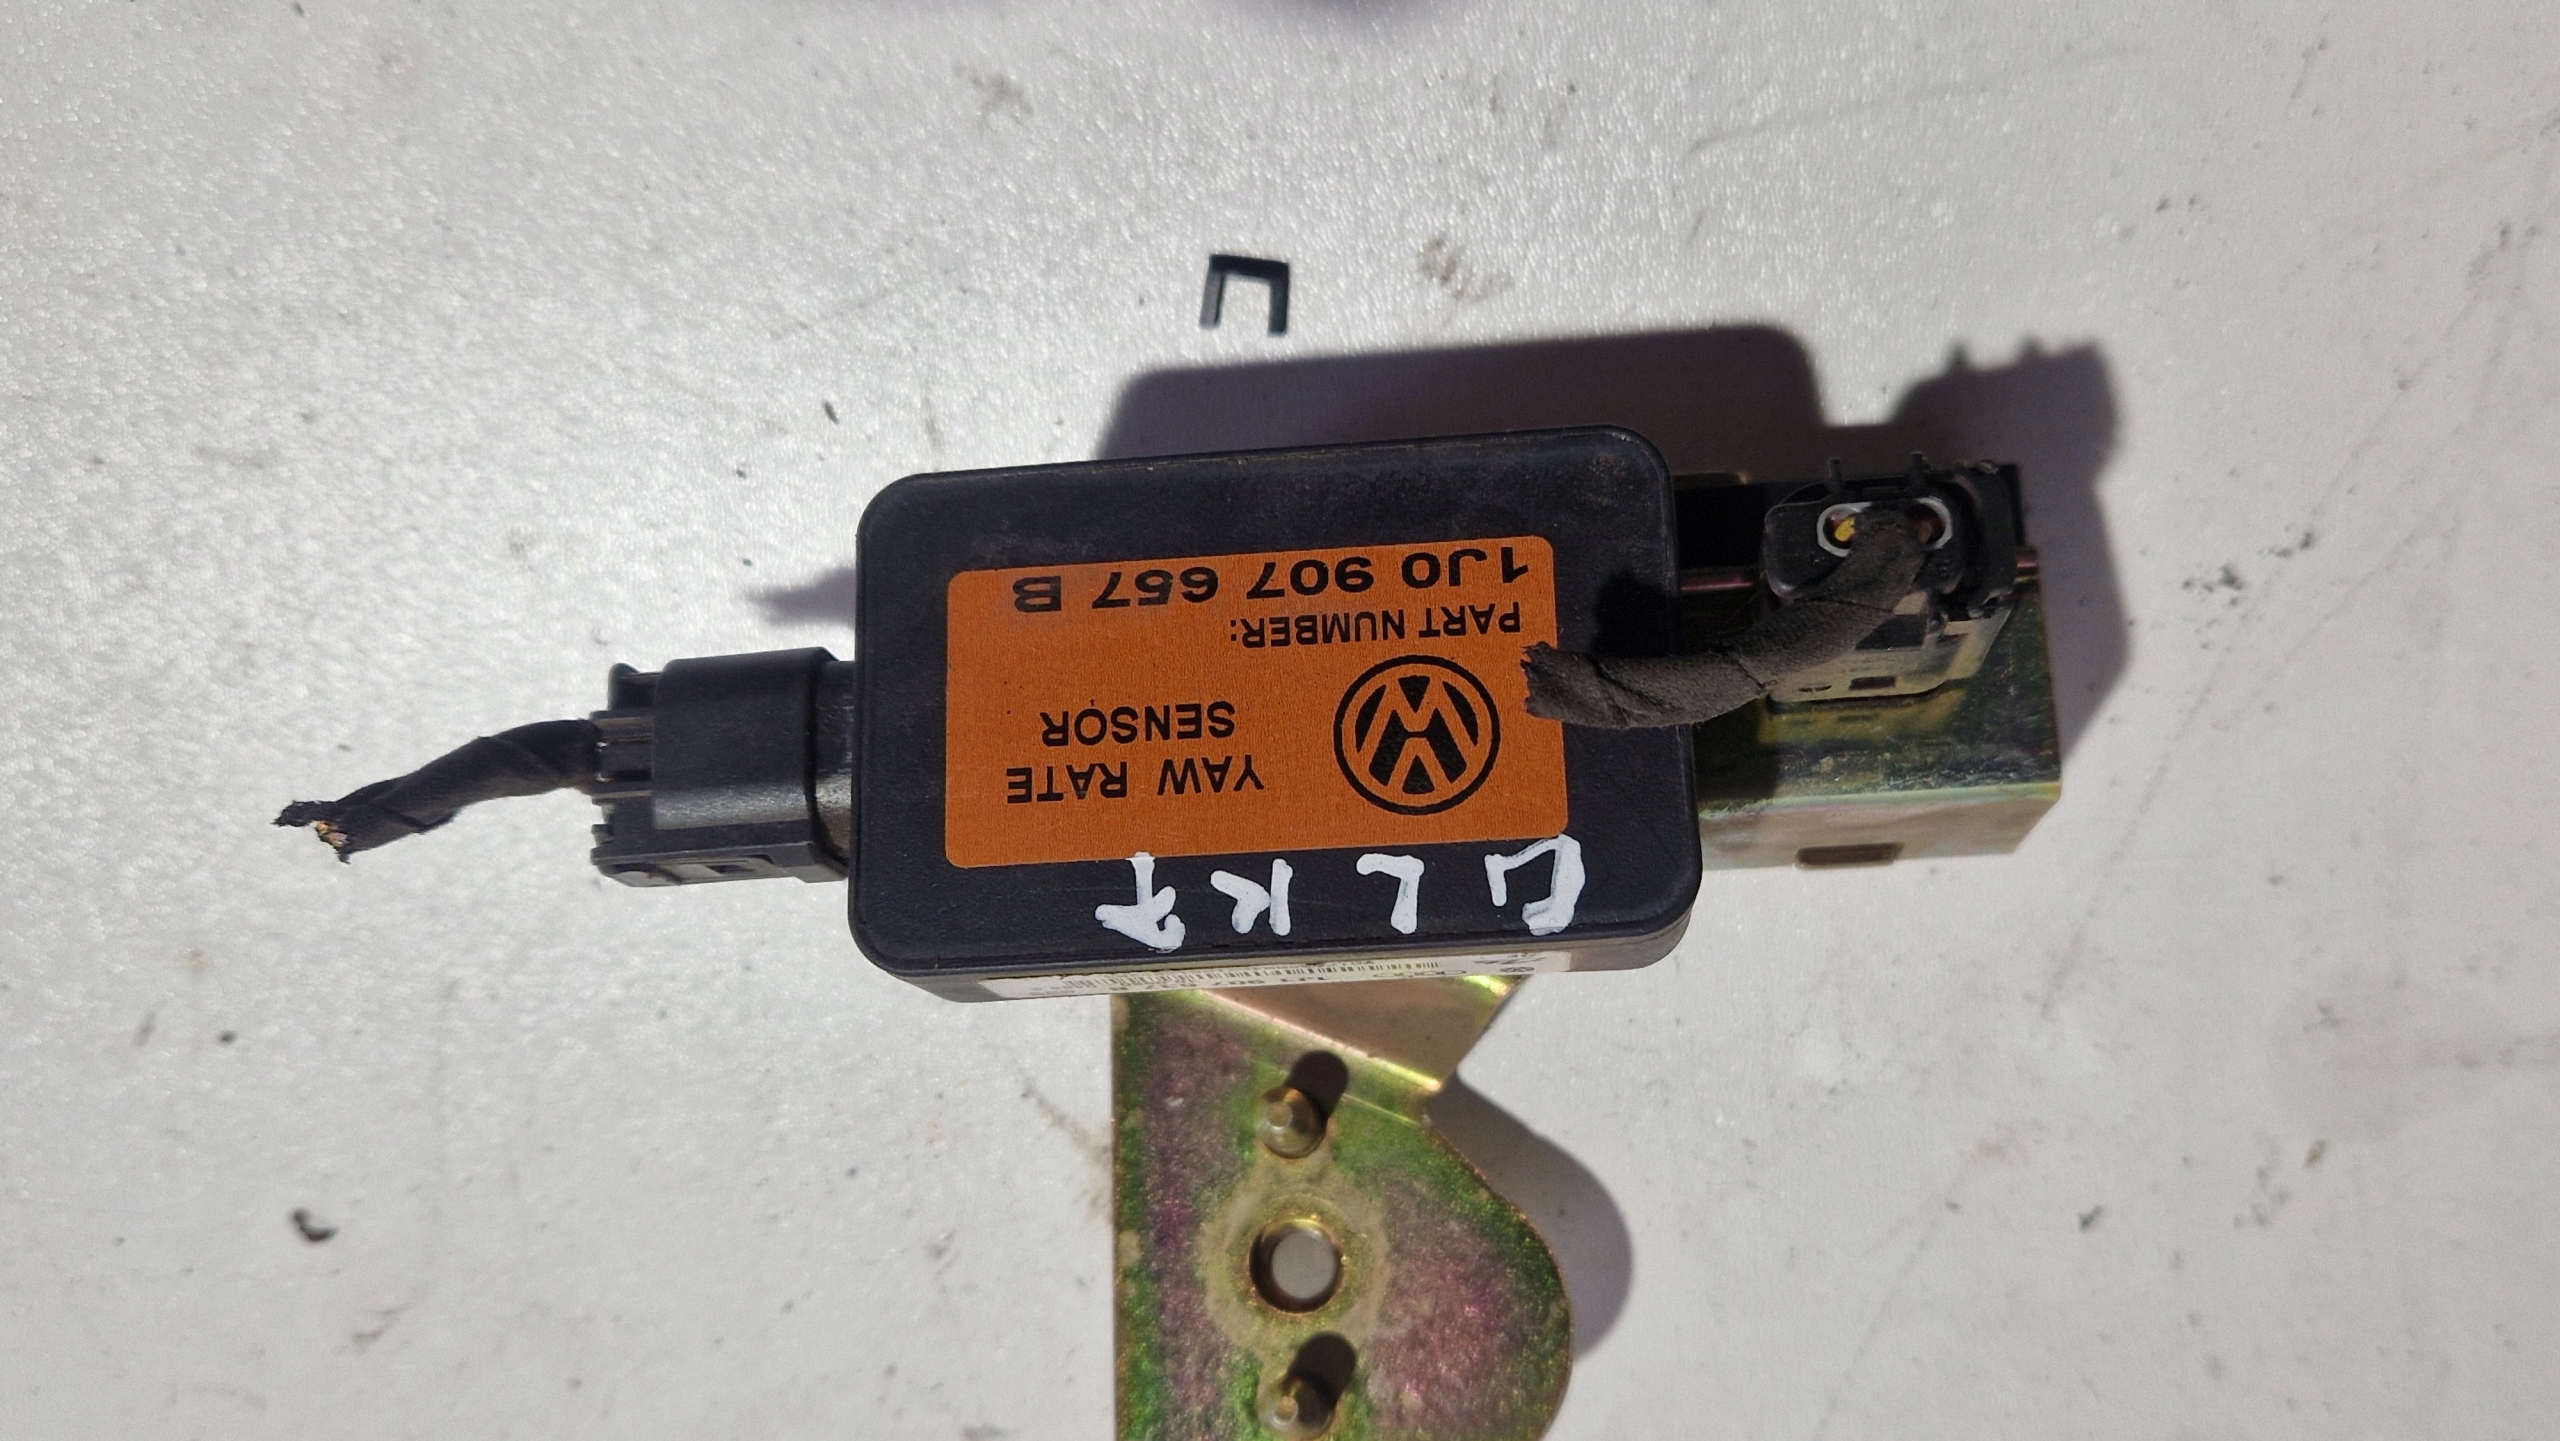 YAW RATE
SENSOR
PART NUMBER:
1J0 907 657 B